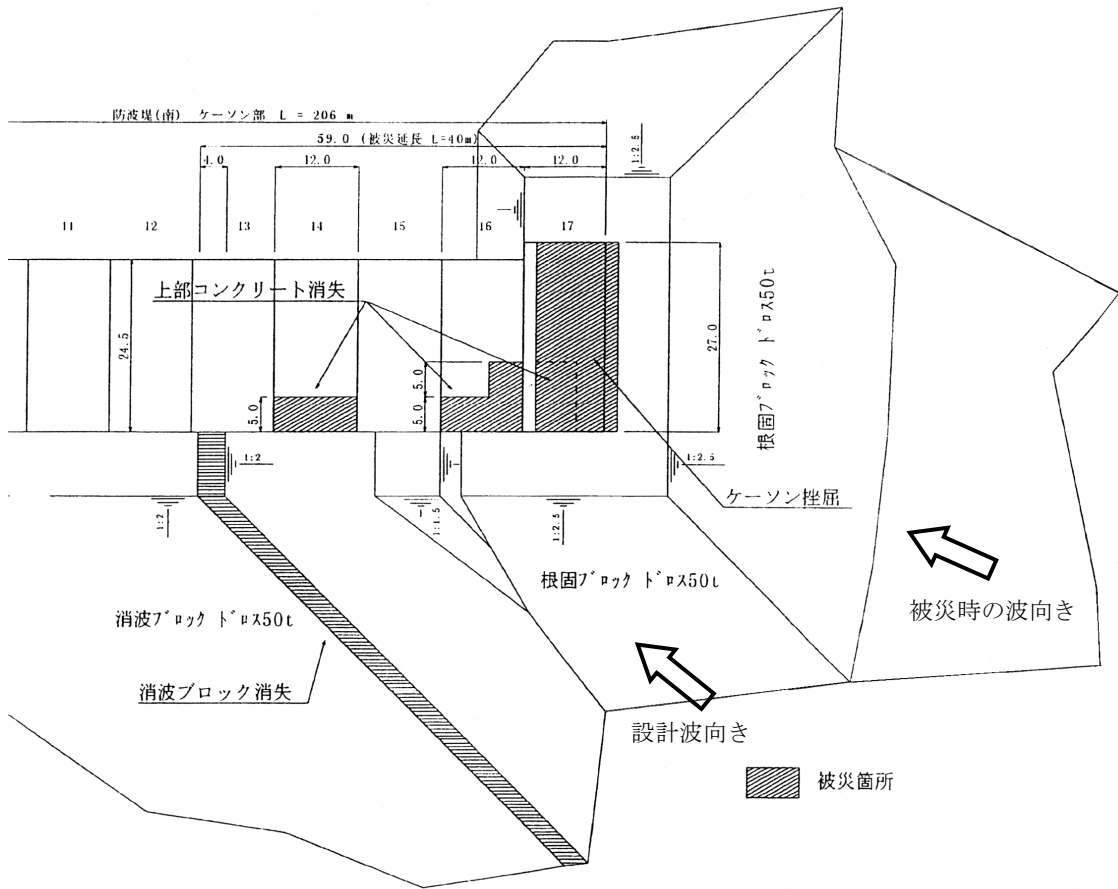 防波堤(南) ケーソン部 L = 206 m
59.0 (被災延長 L=40m)
4.0
12.0
12.0
12.0
1:2.5
11
12
13
14
15
16
17
上部コンクリート消失
24.5
5.0
5.0
5.0
27.0
根固ブロック ドロス50t
1:2
1:2.5
ケーソン挫屈
1:2
1:1.5
1:2.5
根固ブロック ドロス50t
消波ブロック ドロス50t
被災時の波向き
消波ブロック消失
設計波向き
被災箇所